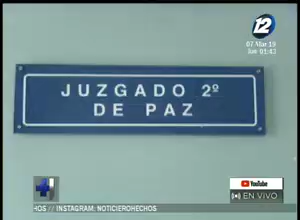 12
07 Mar 19
Jue 01:43
JUZGADO 2º
DE PAZ
YouTube
EN VIVO
HOS // INSTAGRAM: NOTICIEROHECHOS